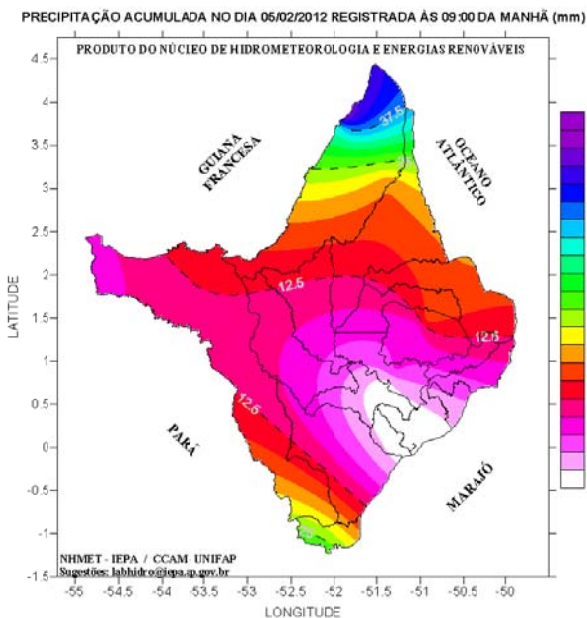 PRECIPITAÇÃO ACUMULADA NO DIA 05/02/2012 REGISTRADA ÀS 09:00 DA MANHÃ (mm)
PRODUTO DO NÚCLEO DE HIDROMETEOROLOGIA E ENERGIAS RENOVÁVEIS
4.5
4
3.5
3
2.5
2
1.5
1
0.5
0
-0.5
-1
-1.5
LATITUDE
GUIANA
FRANCESA
OCEANO
ATLÂNTICO
37.5
12.5
12.5
12.5
PARÁ
MARAJÓ
NHMET - IEPA / CCAM UNIFAP
Sugestões: labhidro@iepa.ap.gov.br
-55 -54.5 -54 -53.5 -53 -52.5 -52 -51.5 -51 -50.5 -50
LONGITUDE